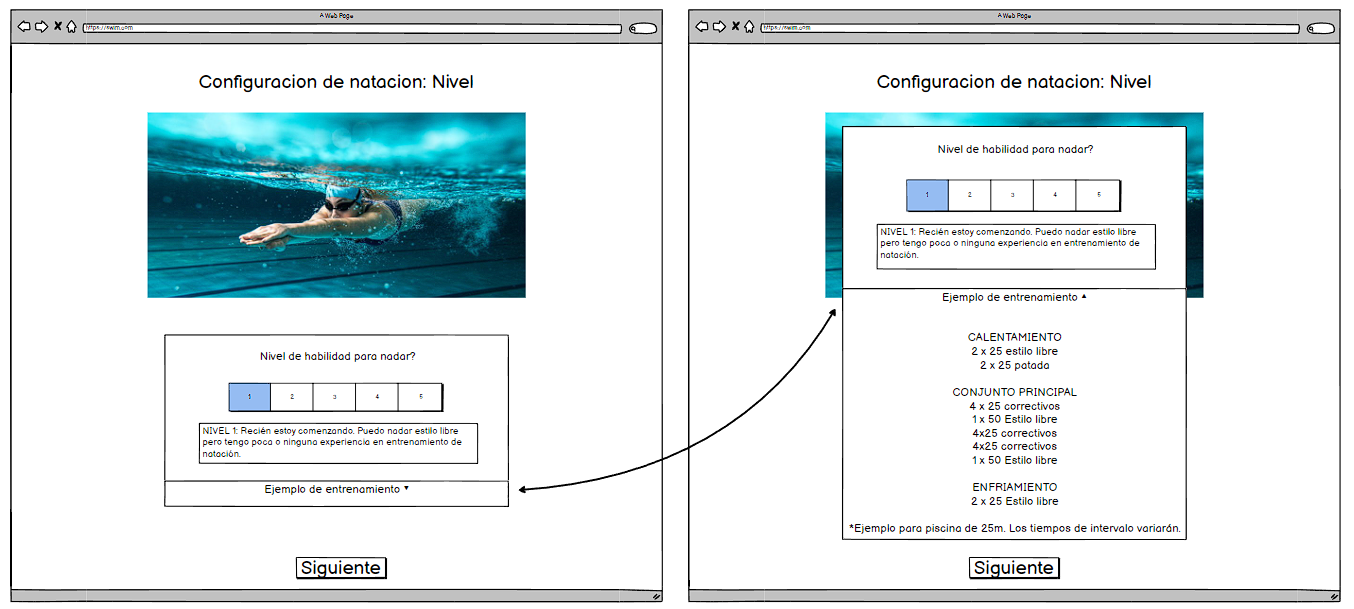 A Web Page
https://swim.com
Configuracion de natacion: Nivel
Nivel de habilidad para nadar?
1 2 3 4 5
NIVEL 1: Recién estoy comenzando. Puedo nadar estilo libre
pero tengo poca o ninguna experiencia en entrenamiento de
natación.
Ejemplo de entrenamiento ▼
Siguiente
A Web Page
https://swim.com
Configuracion de natacion: Nivel
Nivel de habilidad para nadar?
1 2 3 4 5
NIVEL 1: Recién estoy comenzando. Puedo nadar estilo libre
pero tengo poca o ninguna experiencia en entrenamiento de
natación.
Ejemplo de entrenamiento ▲
CALENTAMIENTO
2 x 25 estilo libre
2 x 25 patada
CONJUNTO PRINCIPAL
4 x 25 correctivos
1 x 50 Estilo libre
4x25 correctivos
4x25 correctivos
1 x 50 Estilo libre
ENFRIAMIENTO
2 x 25 Estilo libre
*Ejemplo para piscina de 25m. Los tiempos de intervalo variarán.
Siguiente